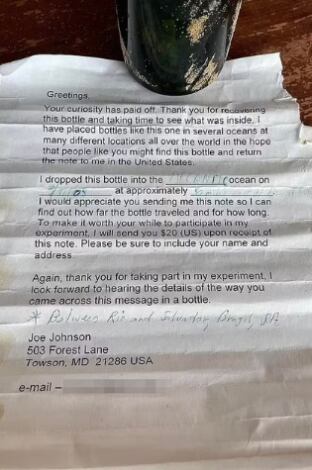 Greetings,
Your curiosity has paid off. Thank you for recovering
this bottle and taking time to see what was inside. I
have placed bottles like this one in several oceans at
many different locations all over the world in the hope
that people like you might find this bottle and return
the note to me in the United States.
I dropped this bottle into the ocean on
at approximately
I would appreciate you sending me this note so I can
find out how far the bottle traveled and for how long.
To make it worth your while to participate in my
experiment, I will send you $20 (US) upon receipt of
this note. Please be sure to include your name and
address
Again, thank you for taking part in my experiment, I
look forward to hearing the details of the way you
came across this message in a bottle.
* Between Rio and Salvador Brazil, SA
Joe Johnson
503 Forest Lane
Towson, MD 21286 USA
e-mail –